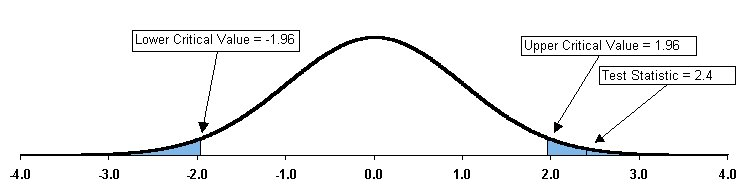 Lower Critical Value = -1.96
Upper Critical Value = 1.96
Test Statistic = 2.4
-4.0 -3.0 -2.0 -1.0 0.0 1.0 2.0 3.0 4.0